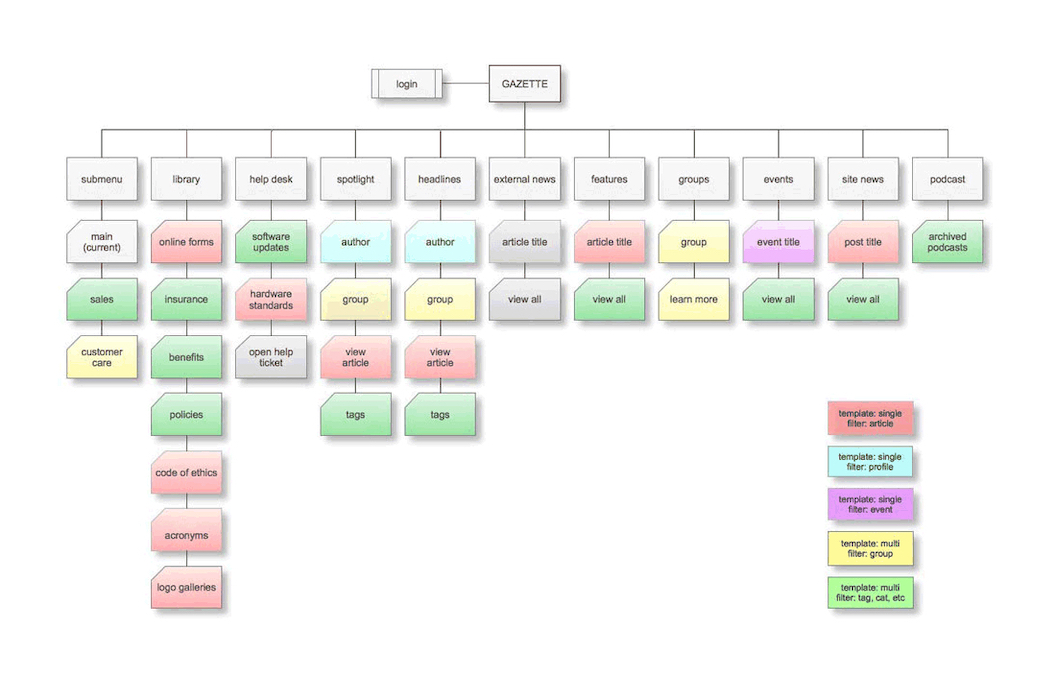 login
GAZETTE
submenu
library
help desk
spotlight
headlines
external news
features
groups
events
site news
podcast
main
(current)
online forms
software
updates
author
author
article title
article title
group
event title
post title
archived
podcasts
sales
insurance
hardware
standards
group
group
view all
view all
learn more
view all
view all
customer
care
benefits
open help
ticket
view
article
view
article
policies
tags
tags
code of ethics
acronyms
logo galleries
template: single
filter: article
template: single
filter: profile
template: single
filter: event
template: multi
filter: group
template: multi
filter: tag, cat, etc